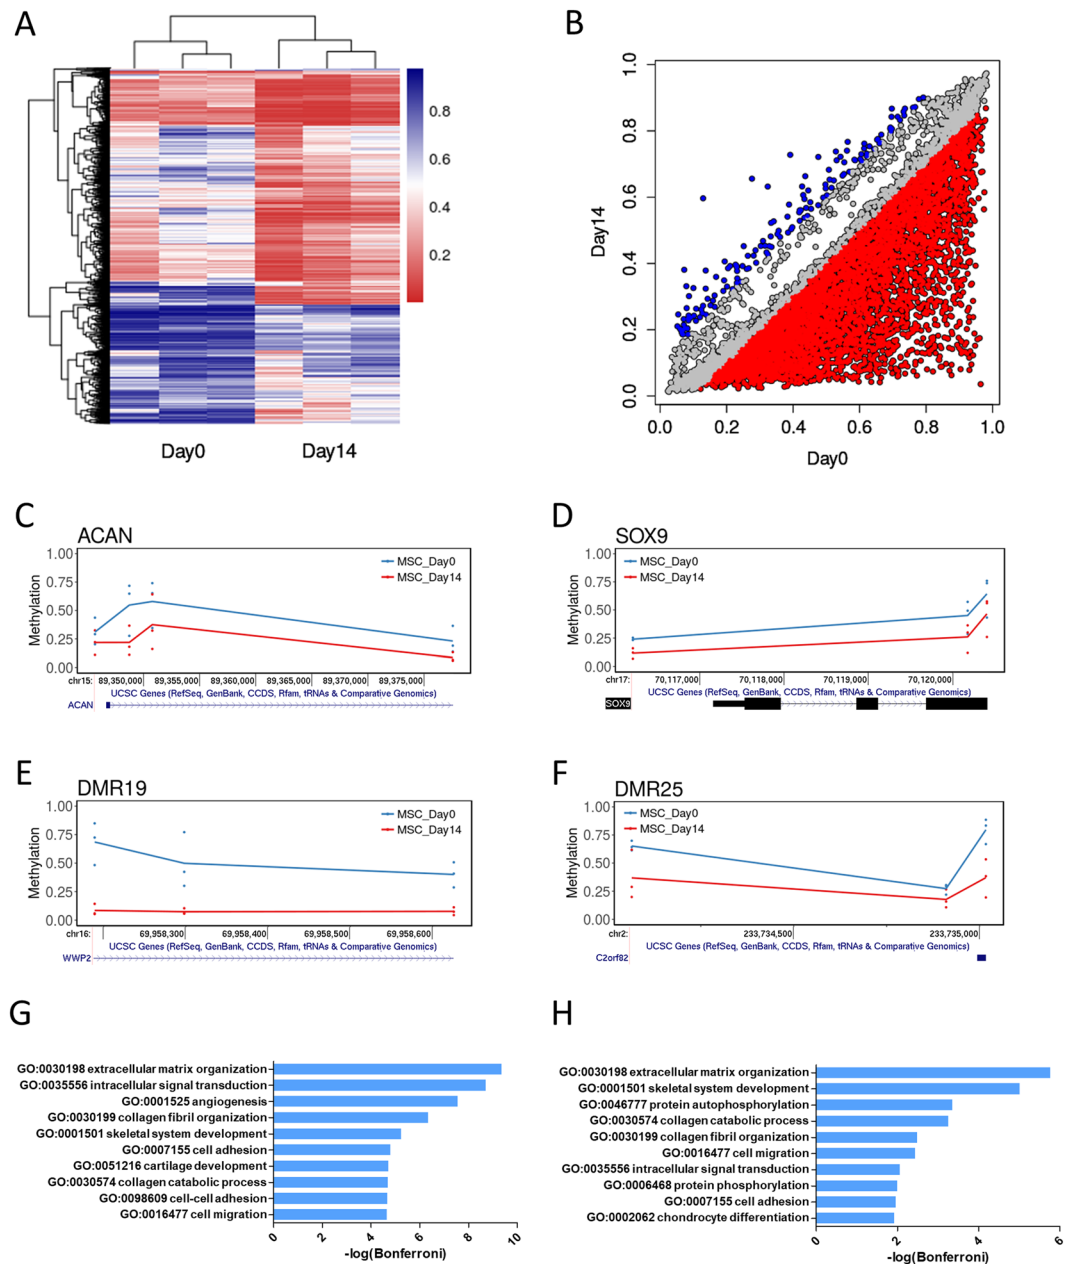 A
0.8
0.6
0.4
0.2
Day0 Day14
B
1.0
0.8
0.6
0.4
0.2
0.0
Day14
0.0 0.2 0.4 0.6 0.8 1.0
Day0
C
ACAN
1.00
0.75
0.50
0.25
0.00
Methylation
MSC_Day0
MSC_Day14
chr15: 89,350,000 89,355,000 89,360,000 89,365,000 89,370,000 89,375,000
UCSC Genes (RefSeq, GenBank, CCDS, Rfam, tRNAs & Comparative Genomics)
ACAN
D
SOX9
1.00
0.75
0.50
0.25
0.00
Methylation
MSC_Day0
MSC_Day14
chr17: 70,117,000 70,118,000 70,119,000 70,120,000
UCSC Genes (RefSeq, GenBank, CCDS, Rfam, tRNAs & Comparative Genomics)
SOX9
E
DMR19
1.00
0.75
0.50
0.25
0.00
Methylation
MSC_Day0
MSC_Day14
chr16: 69,958,300 69,958,400 69,958,500 69,958,600
UCSC Genes (RefSeq, GenBank, CCDS, Rfam, tRNAs & Comparative Genomics)
WWP2
F
DMR25
1.00
0.75
0.50
0.25
0.00
Methylation
MSC_Day0
MSC_Day14
chr2: 233,734,500 233,735,000
UCSC Genes (RefSeq, GenBank, CCDS, Rfam, tRNAs & Comparative Genomics)
C2orf82
G
GO:0030198 extracellular matrix organization
GO:0035556 intracellular signal transduction
GO:0001525 angiogenesis
GO:0030199 collagen fibril organization
GO:0001501 skeletal system development
GO:0007155 cell adhesion
GO:0051216 cartilage development
GO:0030574 collagen catabolic process
GO:0098609 cell-cell adhesion
GO:0016477 cell migration
0 2 4 6 8 10
-log(Bonferroni)
H
GO:0030198 extracellular matrix organization
GO:0001501 skeletal system development
GO:0046777 protein autophosphorylation
GO:0030574 collagen catabolic process
GO:0030199 collagen fibril organization
GO:0016477 cell migration
GO:0035556 intracellular signal transduction
GO:0006468 protein phosphorylation
GO:0007155 cell adhesion
GO:0002062 chondrocyte differentiation
0 2 4 6
-log(Bonferroni)